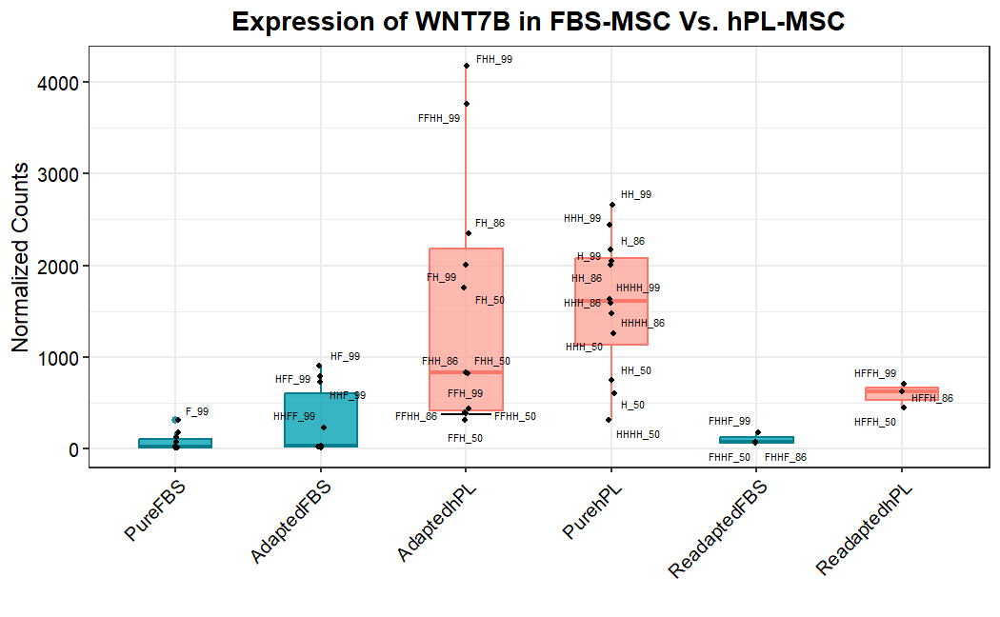 Expression of WNT7B in FBS-MSC Vs. hPL-MSC
Normalized Counts
4000
3000
2000
1000
0
F_99
HF_99
HFF_99
HHF_99
HHFF_99
FHH_99
FFHH_99
FH_86
FH_99
FH_50
FHH_86
FHH_50
FFH_99
FFHH_86
FFHH_50
FFH_50
HH_99
HHH_99
H_86
H_99
HH_86
HHHH_99
HHH_86
HHHH_86
HHH_50
HH_50
H_50
HHHH_50
FHHF_99
FHHF_50
FHHF_86
HFFH_99
HFFH_86
HFFH_50
PureFBS
AdaptedFBS
AdaptedhPL
PurehPL
ReadaptedFBS
ReadaptedhPL